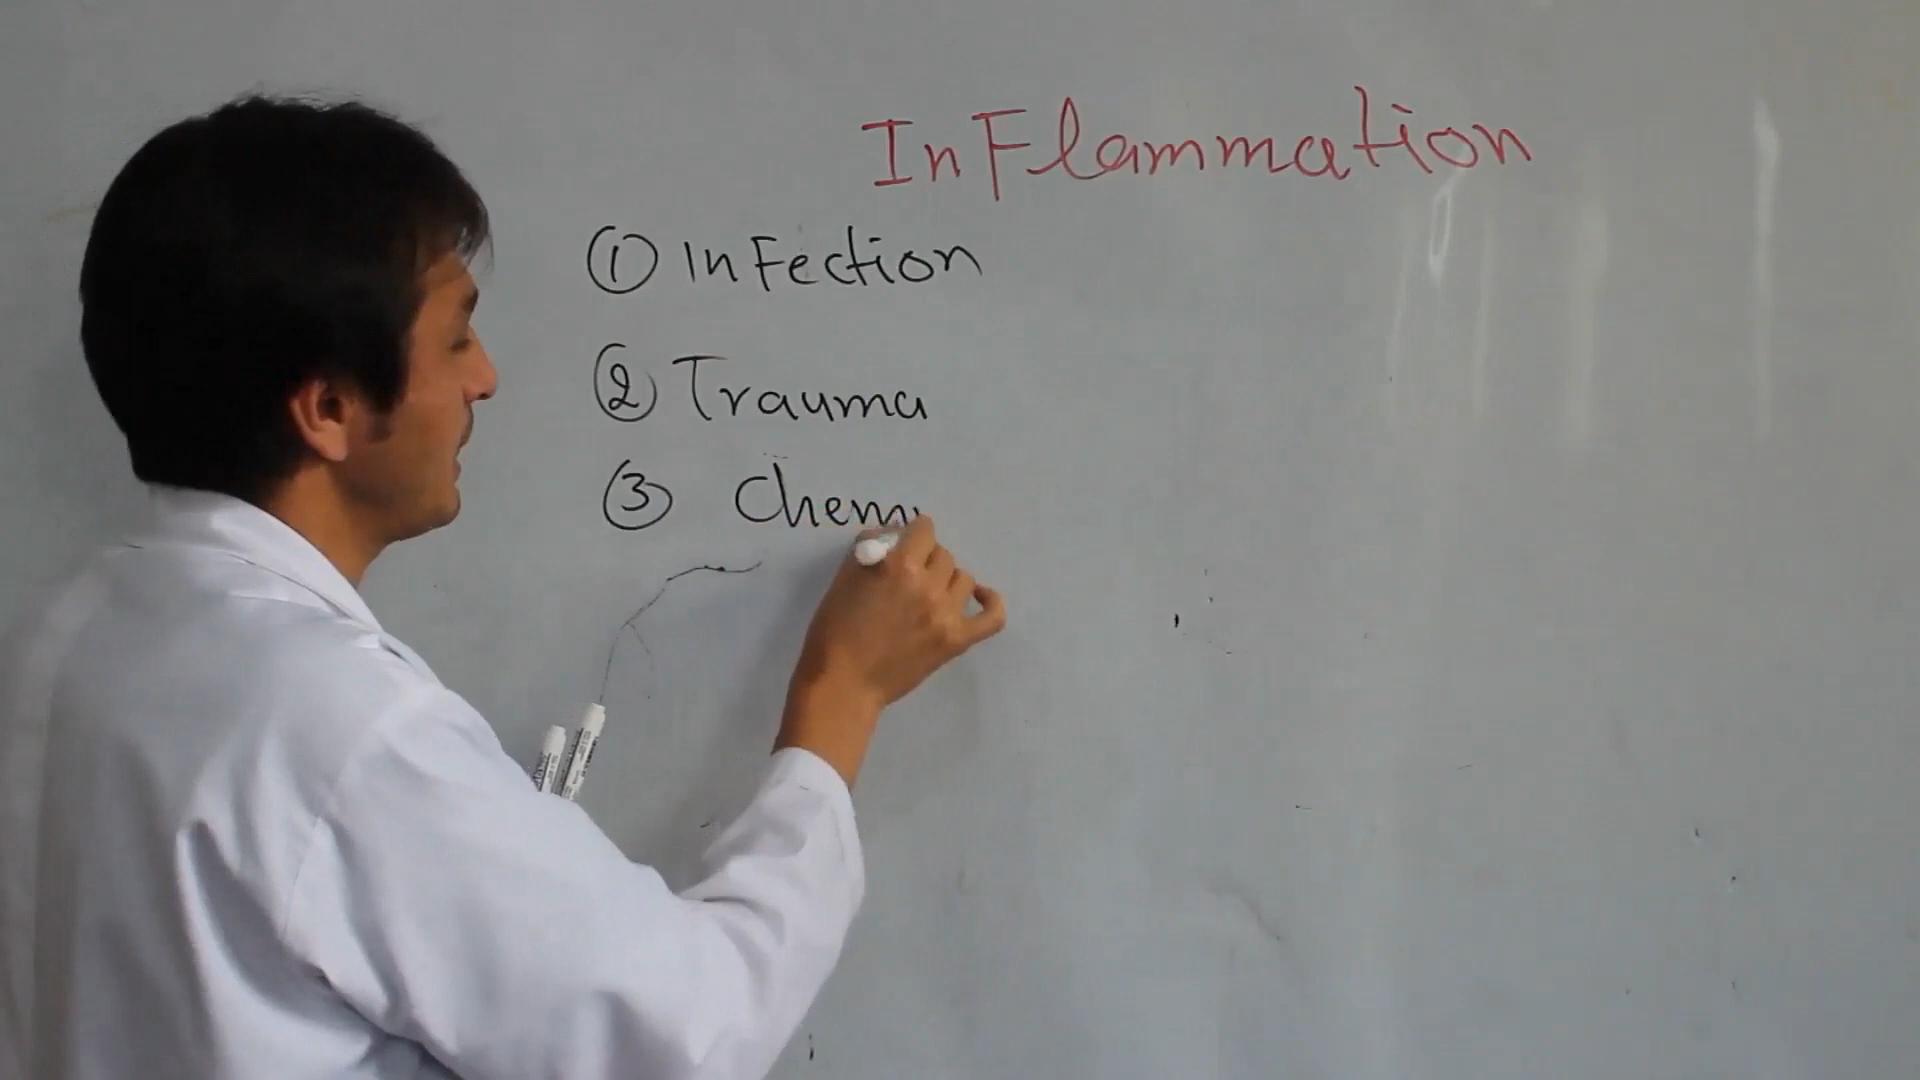 InFlammation
① InFection
② Trauma
③ Chem